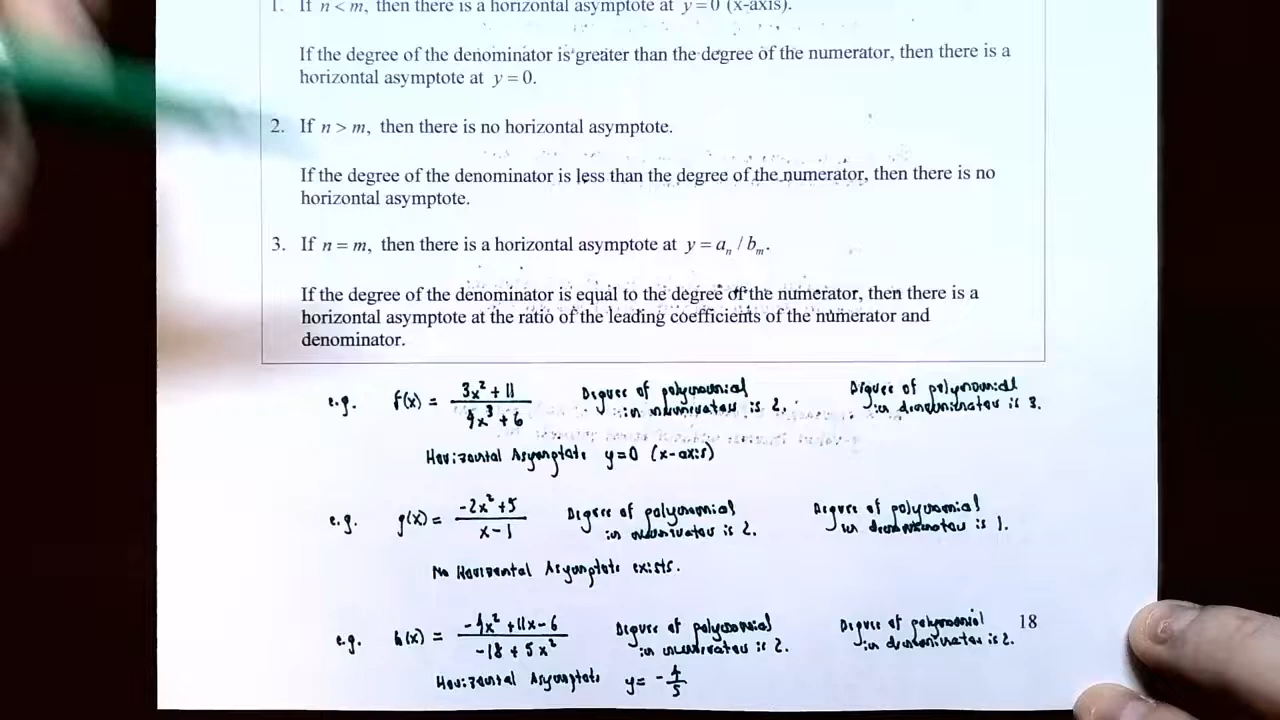 1. If n < m, then there is a horizontal asymptote at y = 0 (x-axis).
If the degree of the denominator is greater than the degree of the numerator, then there is a
horizontal asymptote at y = 0.
2. If n > m, then there is no horizontal asymptote.
If the degree of the denominator is less than the degree of the numerator, then there is no
horizontal asymptote.
3. If n = m, then there is a horizontal asymptote at y = aₙ / bₘ.
If the degree of the denominator is equal to the degree of the numerator, then there is a
horizontal asymptote at the ratio of the leading coefficients of the numerator and
denominator.
e.g. f(x) = (3x² + 11)/(4x³ + 6) Degree of polynomial in numerator is 2. Degree of polynomial in denominator is 3.
Horizontal Asymptote y=0 (x-axis)
e.g. g(x) = (-2x² + 5)/(x - 1) Degree of polynomial in numerator is 2. Degree of polynomial in denominator is 1.
No Horizontal Asymptote exists.
e.g. h(x) = (-4x² + 11x - 6)/(-18 + 5x²) Degree of polynomial in numerator is 2. Degree of polynomial in denominator is 2.
18
Horizontal Asymptote y = -4/5